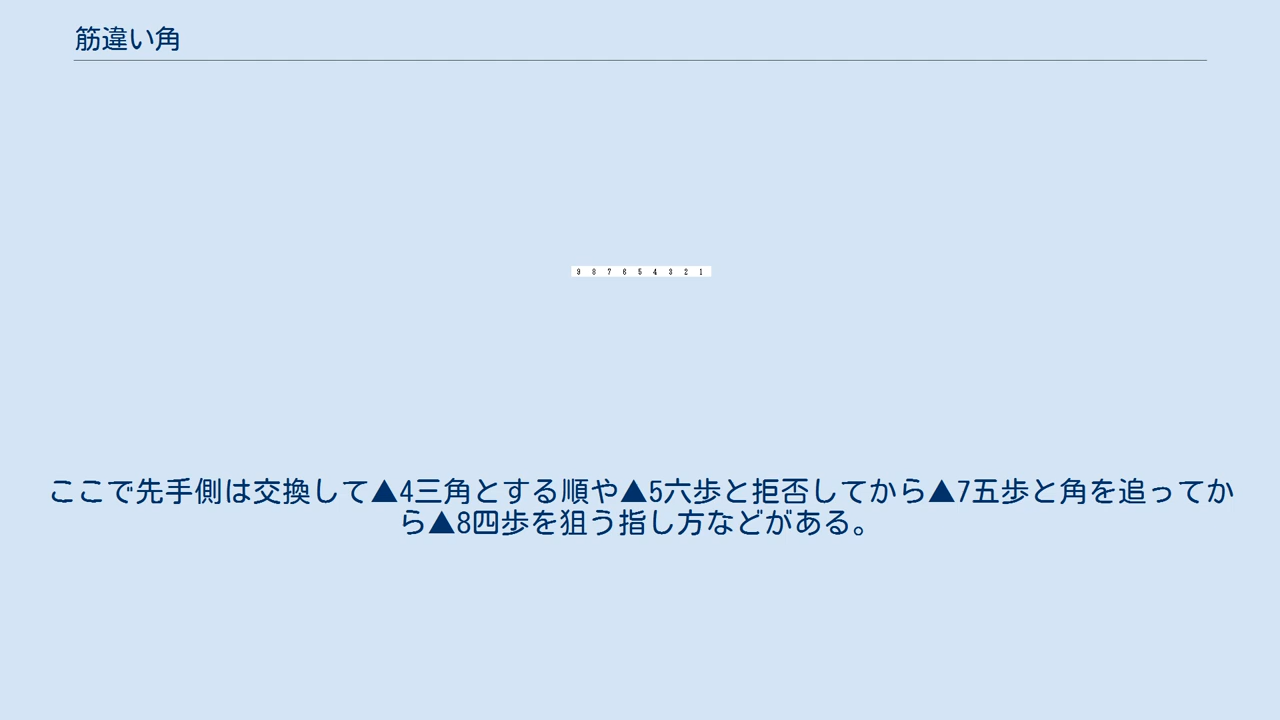 筋違い角
9 8 7 6 5 4 3 2 1
ここで先手側は交換して▲4三角とする順や▲5六歩と拒否してから▲7五歩と角を追ってか
ら▲8四歩を狙う指し方などがある。